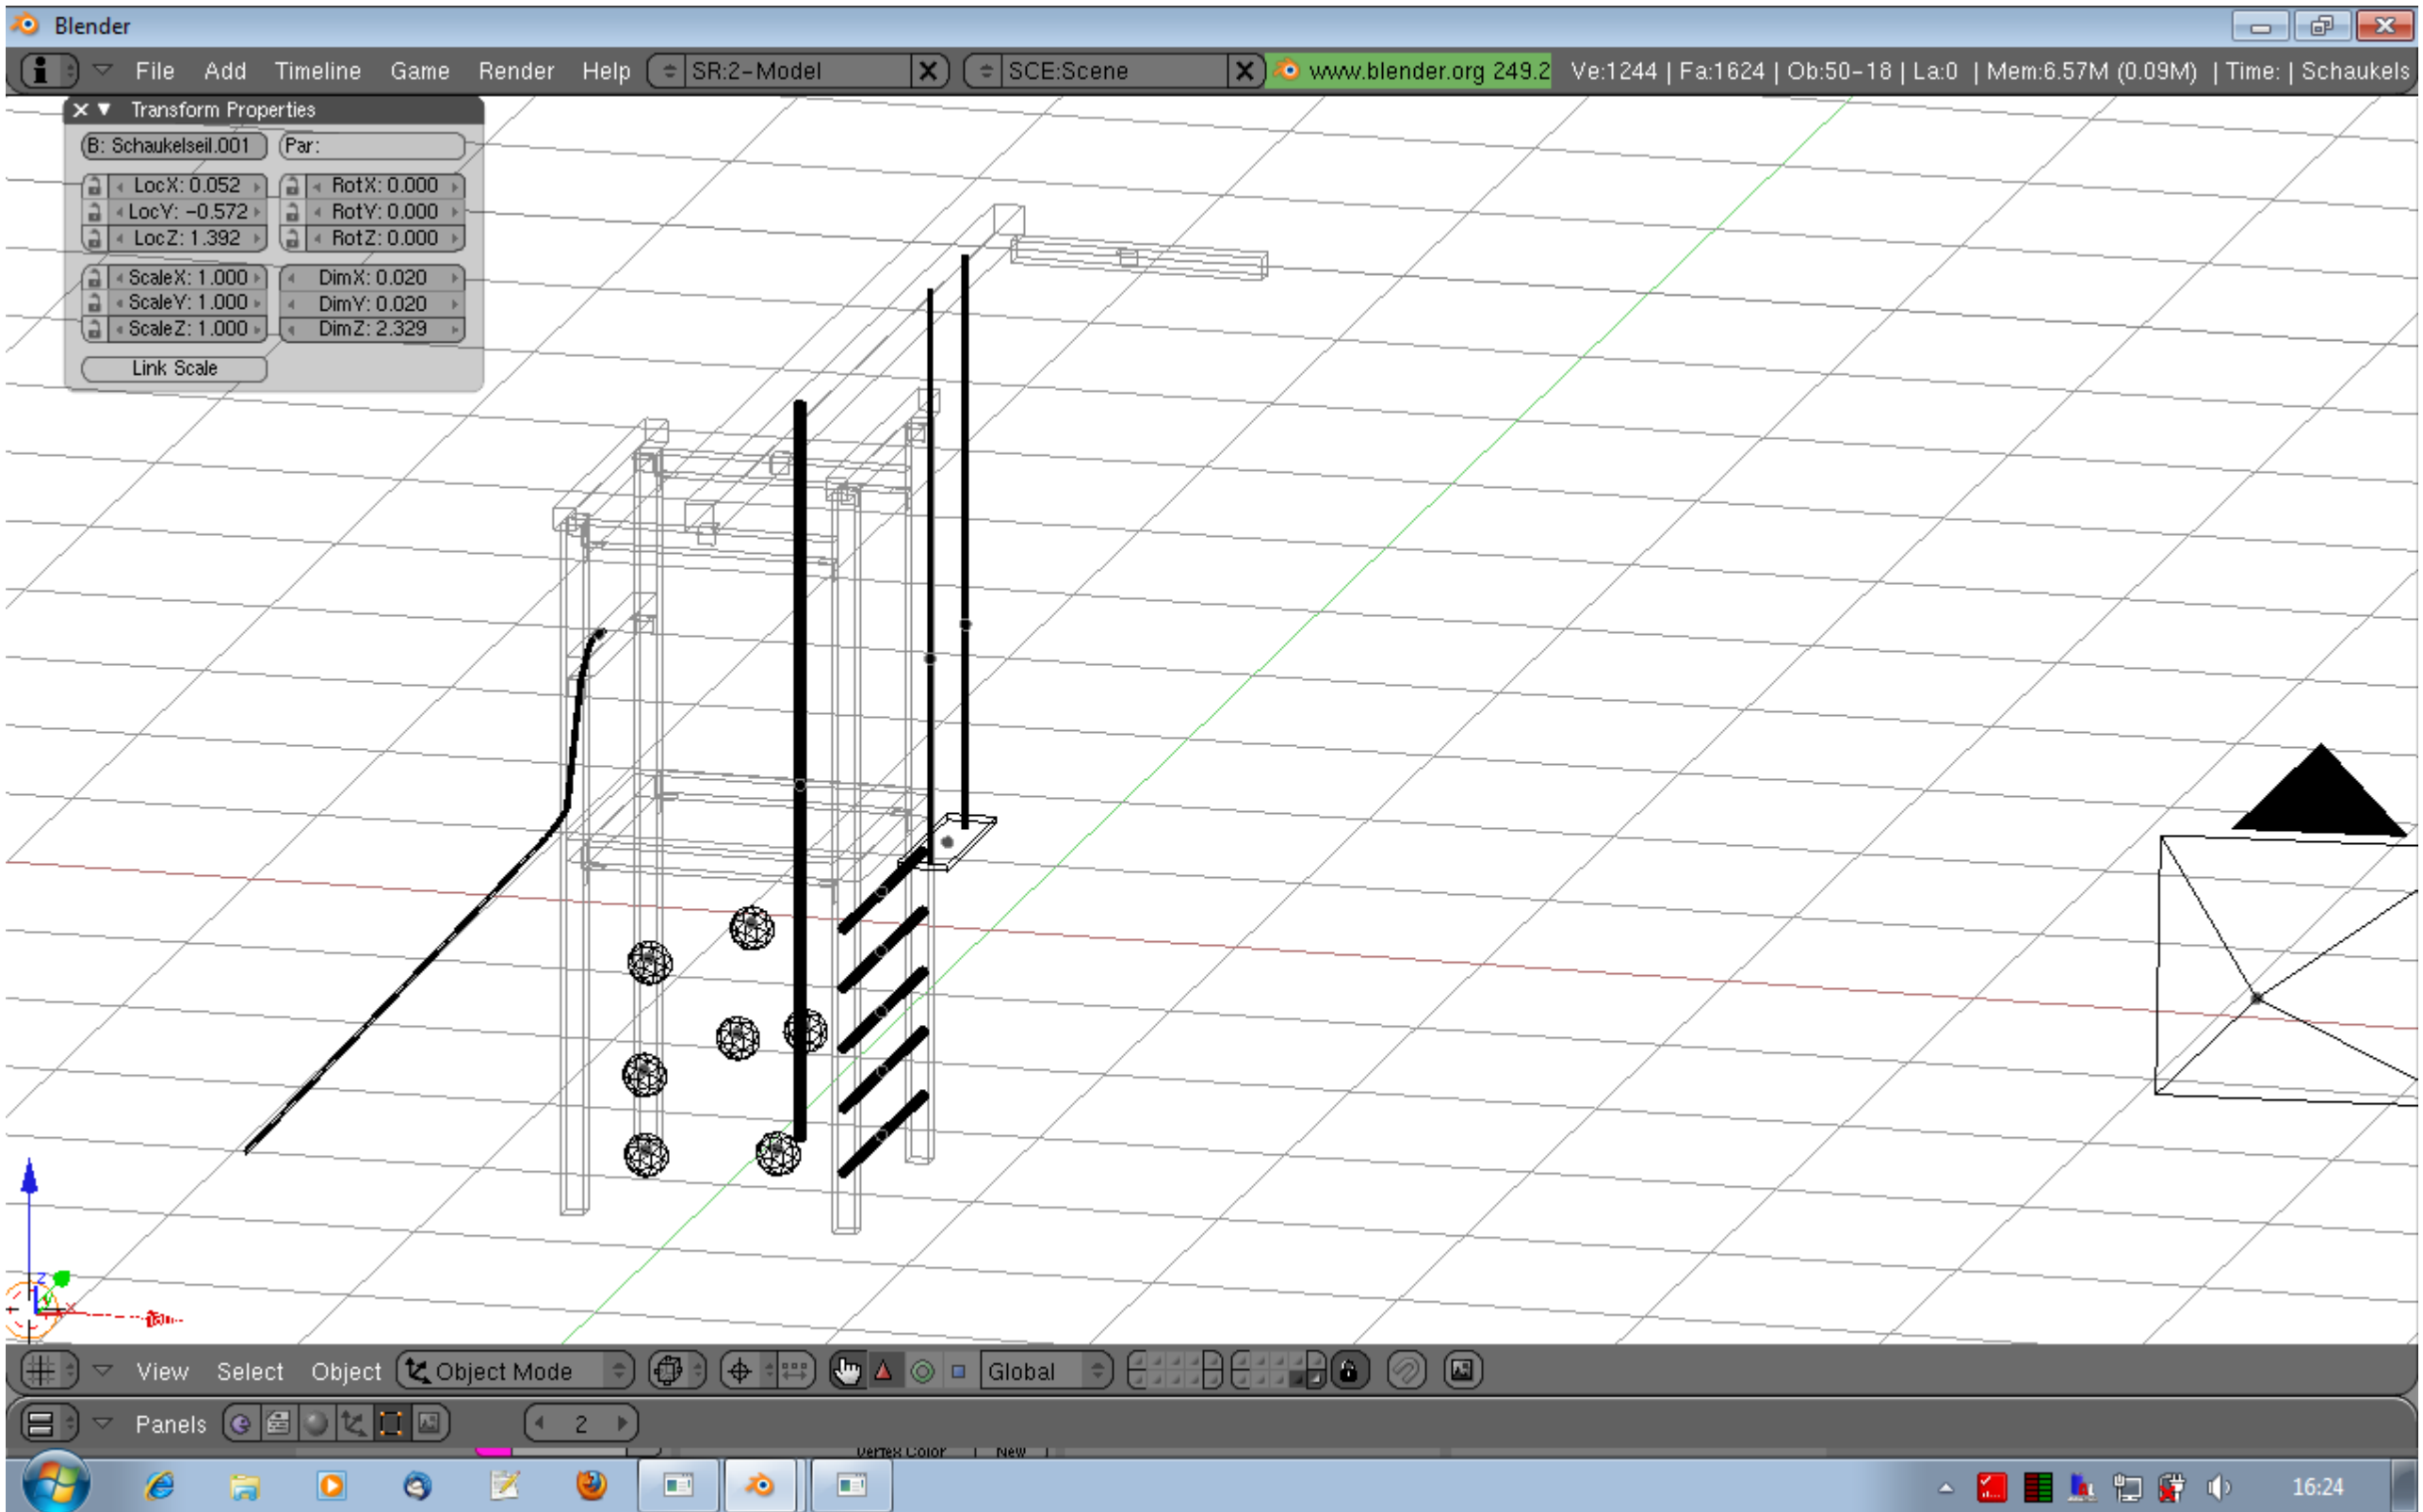 Blender
File Add Timeline Game Render Help SR:2-Model X SCE:Scene X www.blender.org 249.2 Ve:1244 | Fa:1624 | Ob:50-18 | La:0 | Mem:6.57M (0.09M) | Time: | Schaukels
Transform Properties
OB: Schaukelseil.001 Par:
LocX: 0.052 RotX: 0.000
LocY: -0.572 RotY: 0.000
LocZ: 1.392 RotZ: 0.000
ScaleX: 1.000 DimX: 0.020
ScaleY: 1.000 DimY: 0.020
ScaleZ: 1.000 DimZ: 2.329
Link Scale
z
y
x
View Select Object Object Mode Global
Panels 2
Vertex Color New
16:24